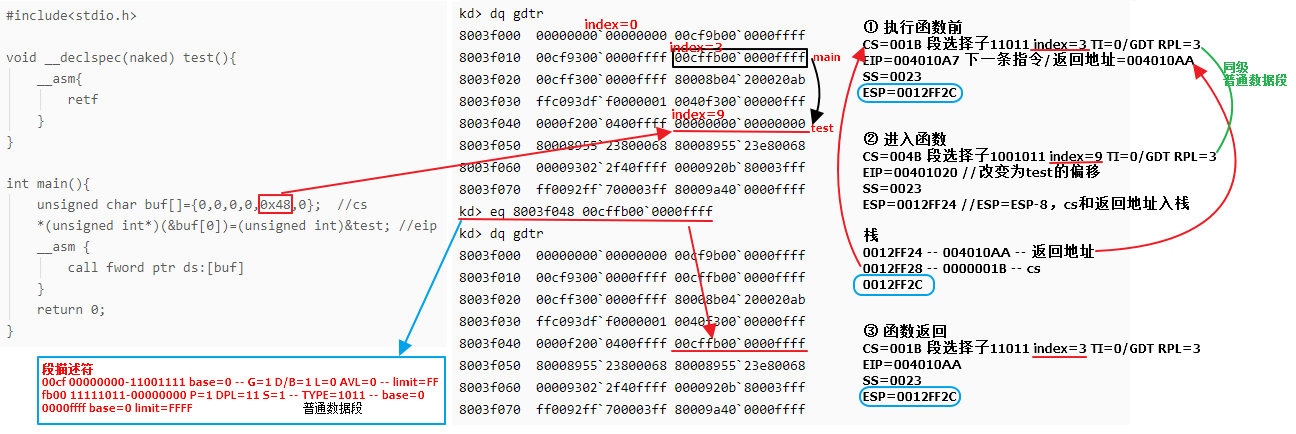 #include<stdio.h>
void __declspec(naked) test(){
__asm{
retf
}
}
int main(){
unsigned char buf[]={0,0,0,0,0x48,0};  //cs
*(unsigned int*)(&buf[0])=(unsigned int)&test; //eip
__asm {
call fword ptr ds:[buf]
}
return 0;
}
段描述符
00cf 00000000-11001111 base=0 -- G=1 D/B=1 L=0 AVL=0 -- limit=FF
fb00 11111011-00000000 P=1 DPL=11 S=1 -- TYPE=1011 -- base=0
0000ffff base=0 limit=FFFF
普通数据段
kd> dq gdtr
index=0
8003f000  00000000`00000000 00cf9b00`0000ffff
index=3
8003f010  00cf9300`0000ffff 00cffb00`0000ffff
main
8003f020  00cff300`0000ffff 80008b04`200020ab
8003f030  ffc093df`f0000001 0040f300`00000fff
index=9
8003f040  0000f200`0400ffff 00000000`00000000
test
8003f050  80008955`23800068 80008955`23e80068
8003f060  00009302`2f40ffff 0000920b`80003fff
8003f070  ff0092ff`700003ff 80009a40`0000ffff
kd> eq 8003f048 00cffb00`0000ffff
kd> dq gdtr
8003f000  00000000`00000000 00cf9b00`0000ffff
8003f010  00cf9300`0000ffff 00cffb00`0000ffff
8003f020  00cff300`0000ffff 80008b04`200020ab
8003f030  ffc093df`f0000001 0040f300`00000fff
8003f040  0000f200`0400ffff 00cffb00`0000ffff
8003f050  80008955`23800068 80008955`23e80068
8003f060  00009302`2f40ffff 0000920b`80003fff
8003f070  ff0092ff`700003ff 80009a40`0000ffff
① 执行函数前
CS=001B 段选择子11011 index=3 TI=0/GDT RPL=3
EIP=004010A7 下一条指令/返回地址=004010AA
SS=0023
ESP=0012FF2C
同级
普通数据段
② 进入函数
CS=004B 段选择子1001011 index=9 TI=0/GDT RPL=3
EIP=00401020 //改变为test的偏移
SS=0023
ESP=0012FF24 //ESP=ESP-8，cs和返回地址入栈
栈
0012FF24 -- 004010AA -- 返回地址
0012FF28 -- 0000001B -- cs
0012FF2C
③ 函数返回
CS=001B 段选择子11011 index=3 TI=0/GDT RPL=3
EIP=004010AA
SS=0023
ESP=0012FF2C